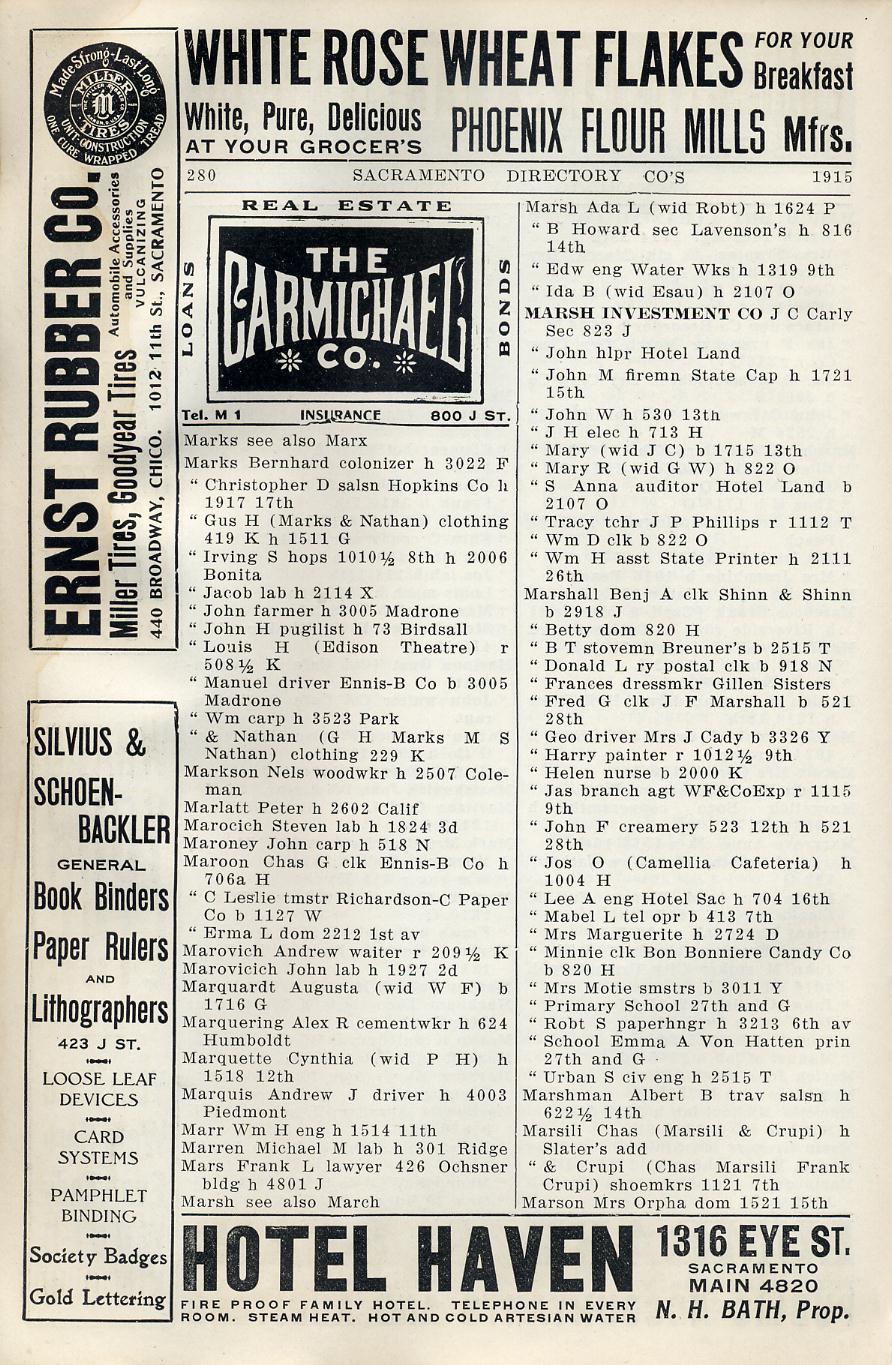 WHITE ROSE WHEAT FLAKES FOR YOUR Breakfast
White, Pure, Delicious
AT YOUR GROCER'S
PHOENIX FLOUR MILLS Mfrs.
280 SACRAMENTO DIRECTORY CO'S 1915
Made Strong-Last Long
MILLER
TIRES
UNIT CONSTRUCTION
ONE CURE WRAPPED TREAD
ERNST RUBBER CO.
Automobile Accessories
and Supplies
VULCANIZING
Miller Tires, Goodyear Tires
440 BROADWAY, CHICO. 1012 11th St., SACRAMENTO
SILVIUS &
SCHOEN-
BACKLER
GENERAL
Book Binders
Paper Rulers
AND
Lithographers
423 J ST.
LOOSE LEAF
DEVICES
CARD
SYSTEMS
PAMPHLET
BINDING
Society Badges
Gold Lettering
REAL ESTATE
LOANS
THE
CARMICHAEL
CO.
BONDS
Tel. M 1 INSURANCE 800 J ST.
Marks see also Marx
Marks Bernhard colonizer h 3022 F
“ Christopher D salsn Hopkins Co h
1917 17th
“ Gus H (Marks & Nathan) clothing
419 K h 1511 G
“ Irving S hops 1010½ 8th h 2006
Bonita
“ Jacob lab h 2114 X
“ John farmer h 3005 Madrone
“ John H pugilist h 73 Birdsall
“ Louis H (Edison Theatre) r
508½ K
“ Manuel driver Ennis-B Co b 3005
Madrone
“ Wm carp h 3523 Park
“ & Nathan (G H Marks M S
Nathan) clothing 229 K
Markson Nels woodwkr h 2507 Cole-
man
Marlatt Peter h 2602 Calif
Marocich Steven lab h 1824 3d
Maroney John carp h 518 N
Maroon Chas G clk Ennis-B Co h
706a H
“ C Leslie tmstr Richardson-C Paper
Co b 1127 W
“ Erma L dom 2212 1st av
Marovich Andrew waiter r 209½ K
Marovicich John lab h 1927 2d
Marquardt Augusta (wid W F) b
1716 G
Marquering Alex R cementwkr h 624
Humboldt
Marquette Cynthia (wid P H) h
1518 12th
Marquis Andrew J driver h 4003
Piedmont
Marr Wm H eng h 1514 11th
Marren Michael M lab h 301 Ridge
Mars Frank L lawyer 426 Ochsner
bldg h 4801 J
Marsh see also March
Marsh Ada L (wid Robt) h 1624 P
“ B Howard sec Lavenson's h 816
14th
“ Edw eng Water Wks h 1319 9th
“ Ida B (wid Esau) h 2107 O
MARSH INVESTMENT CO J C Carly
Sec 823 J
“ John hlpr Hotel Land
“ John M firemn State Cap h 1721
15th
“ John W h 530 13th
“ J H elec h 713 H
“ Mary (wid J C) b 1715 13th
“ Mary R (wid G W) h 822 O
“ S Anna auditor Hotel Land b
2107 O
“ Tracy tchr J P Phillips r 1112 T
“ Wm D clk b 822 O
“ Wm H asst State Printer h 2111
26th
Marshall Benj A clk Shinn & Shinn
b 2918 J
“ Betty dom 820 H
“ B T stovemn Breuner's b 2515 T
“ Donald L ry postal clk b 918 N
“ Frances dressmkr Gillen Sisters
“ Fred G clk J F Marshall b 521
28th
“ Geo driver Mrs J Cady b 3326 Y
“ Harry painter r 1012½ 9th
“ Helen nurse b 2000 K
“ Jas branch agt WF&CoExp r 1115
9th
“ John F creamery 523 12th h 521
28th
“ Jos O (Camellia Cafeteria) h
1004 H
“ Lee A eng Hotel Sac h 704 16th
“ Mabel L tel opr b 413 7th
“ Mrs Marguerite h 2724 D
“ Minnie clk Bon Bonniere Candy Co
b 820 H
“ Mrs Motie smstrs b 3011 Y
“ Primary School 27th and G
“ Robt S paperhngr h 3213 6th av
“ School Emma A Von Hatten prin
27th and G
“ Urban S civ eng h 2515 T
Marshman Albert B trav salsn h
622½ 14th
Marsili Chas (Marsili & Crupi) h
Slater's add
“ & Crupi (Chas Marsili Frank
Crupi) shoemkrs 1121 7th
Marson Mrs Orpha dom 1521 15th
HOTEL HAVEN
FIRE PROOF FAMILY HOTEL. TELEPHONE IN EVERY
ROOM. STEAM HEAT. HOT AND COLD ARTESIAN WATER
1316 EYE ST.
SACRAMENTO
MAIN 4820
N. H. BATH, Prop.